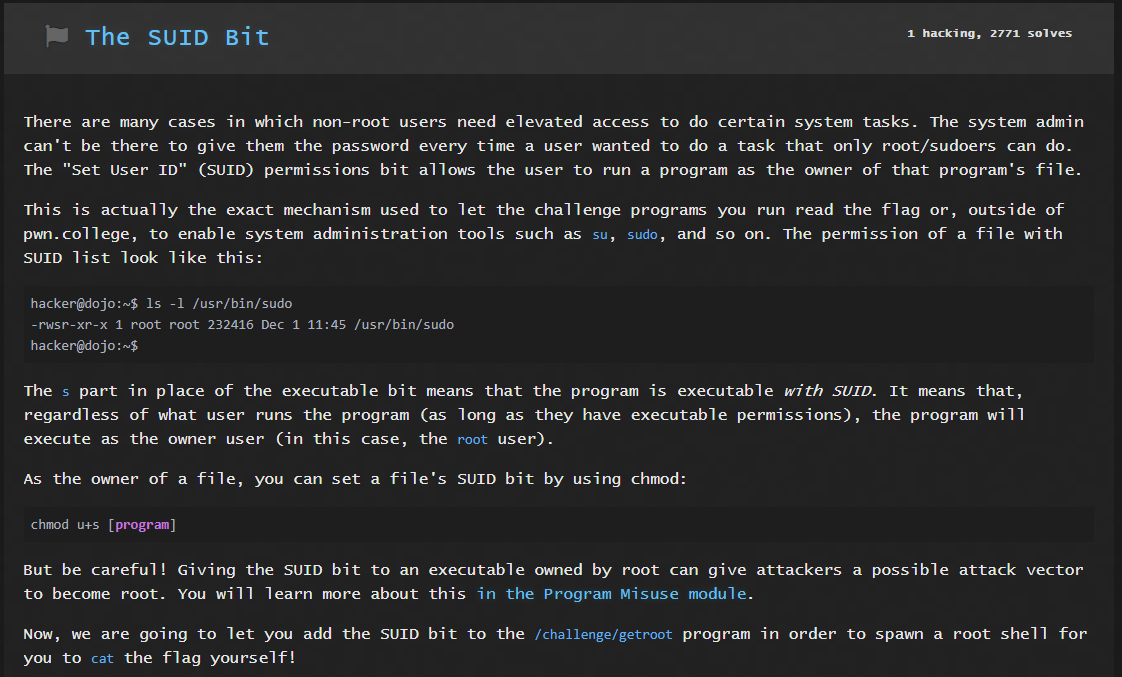 The SUID Bit
1 hacking, 2771 solves
There are many cases in which non-root users need elevated access to do certain system tasks. The system admin
can't be there to give them the password every time a user wanted to do a task that only root/sudoers can do.
The "Set User ID" (SUID) permissions bit allows the user to run a program as the owner of that program's file.
This is actually the exact mechanism used to let the challenge programs you run read the flag or, outside of
pwn.college, to enable system administration tools such as su, sudo, and so on. The permission of a file with
SUID list look like this:
hacker@dojo:~$ ls -l /usr/bin/sudo
-rwsr-xr-x 1 root root 232416 Dec 1 11:45 /usr/bin/sudo
hacker@dojo:~$
The s part in place of the executable bit means that the program is executable with SUID. It means that,
regardless of what user runs the program (as long as they have executable permissions), the program will
execute as the owner user (in this case, the root user).
As the owner of a file, you can set a file's SUID bit by using chmod:
chmod u+s [program]
But be careful! Giving the SUID bit to an executable owned by root can give attackers a possible attack vector
to become root. You will learn more about this in the Program Misuse module.
Now, we are going to let you add the SUID bit to the /challenge/getroot program in order to spawn a root shell for
you to cat the flag yourself!